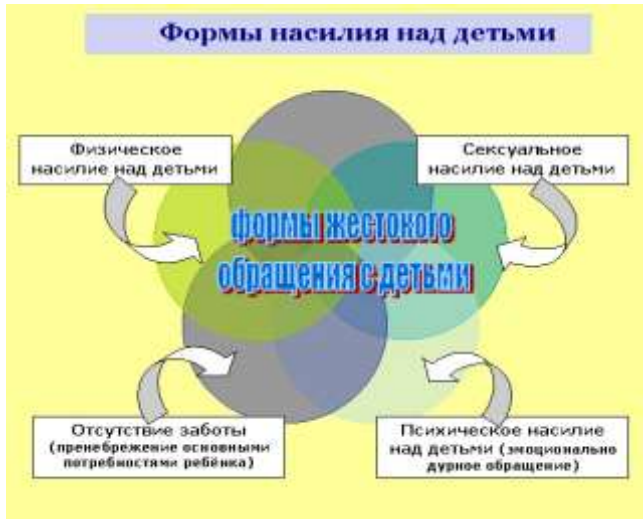 Формы насилия над детьми
Физическое
насилие над детьми
Сексуальное
насилие над детьми
формы жестокого
обращения с детьми
Отсутствие заботы
(пренебрежение основными
потребностями ребёнка)
Психическое насилие
над детьми (эмоционально
дурное обращение)